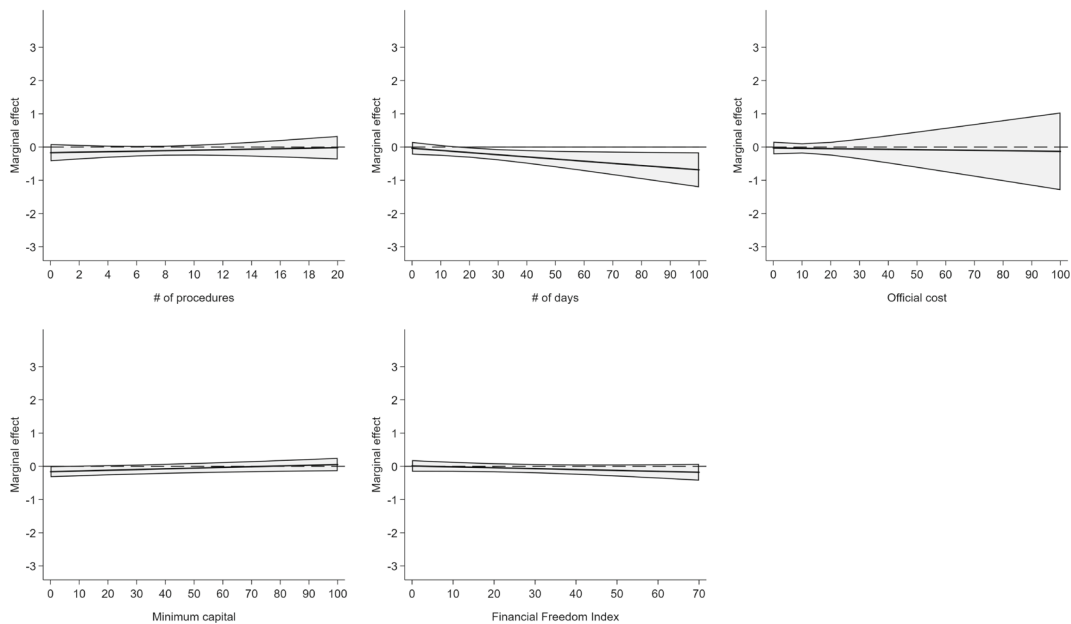 3
2
1
0
-1
-2
-3
Marginal effect
0 2 4 6 8 10 12 14 16 18 20
# of procedures
3
2
1
0
-1
-2
-3
Marginal effect
0 10 20 30 40 50 60 70 80 90 100
# of days
3
2
1
0
-1
-2
-3
Marginal effect
0 10 20 30 40 50 60 70 80 90 100
Official cost
3
2
1
0
-1
-2
-3
Marginal effect
0 10 20 30 40 50 60 70 80 90 100
Minimum capital
3
2
1
0
-1
-2
-3
Marginal effect
0 10 20 30 40 50 60 70
Financial Freedom Index